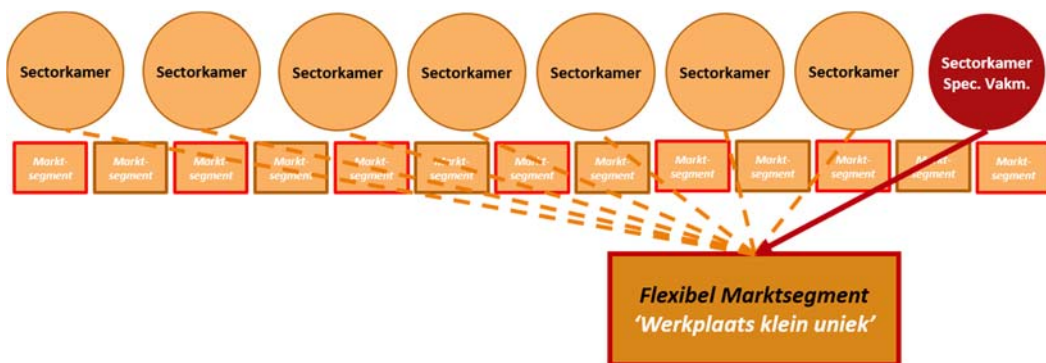 Sectorkamer
Sectorkamer
Sectorkamer
Sectorkamer
Sectorkamer
Sectorkamer
Sectorkamer
Sectorkamer
Spec. Vakm.
Markt-
segment
Markt-
segment
Markt-
segment
Markt-
segment
Markt-
segment
Markt-
segment
Markt-
segment
Markt-
segment
Markt-
segment
Markt-
segment
Markt-
segment
Markt-
segment
Markt-
segment
Flexibel Marktsegment
‘Werkplaats klein uniek’